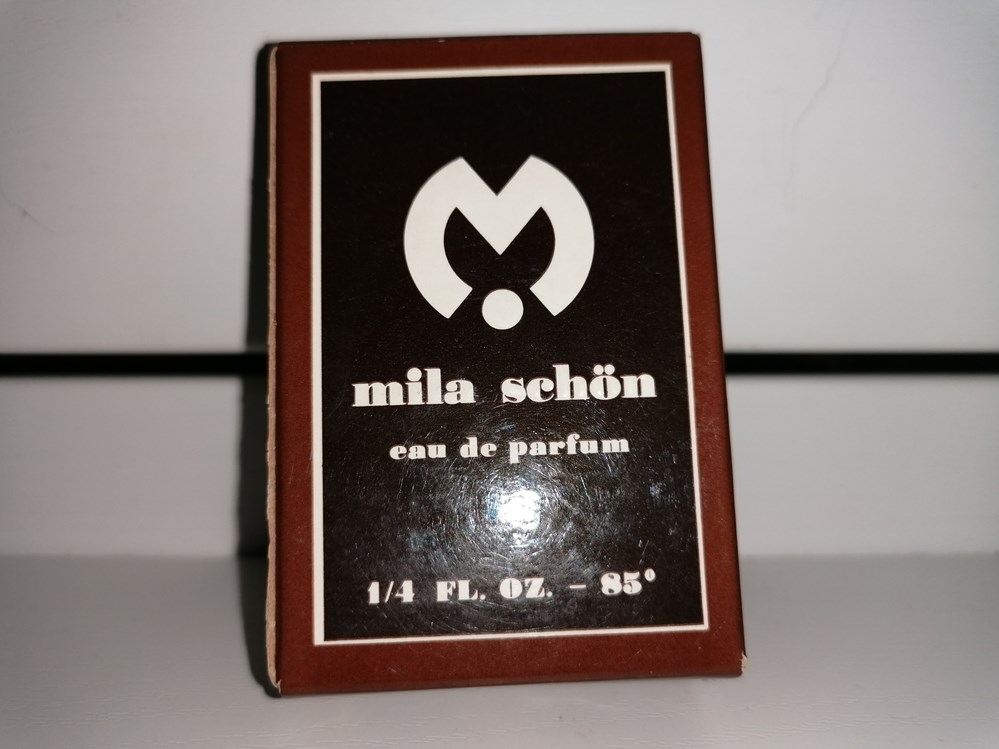 mila schön
eau de parfum
1/4 FL. OZ. – 85°